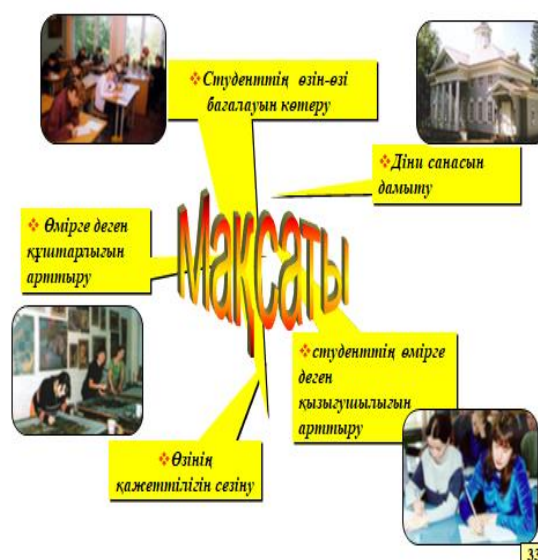 ❖Студенттің өзін-өзі
бағалауын көтеру
❖Діни санасын
дамыту
❖ Өмірге деген
құштарлығын
арттыру
Мақсаты
❖студенттің өмірге
деген
қызығушылығын
арттыру
❖Өзінің
қажеттілігін сезіну
33